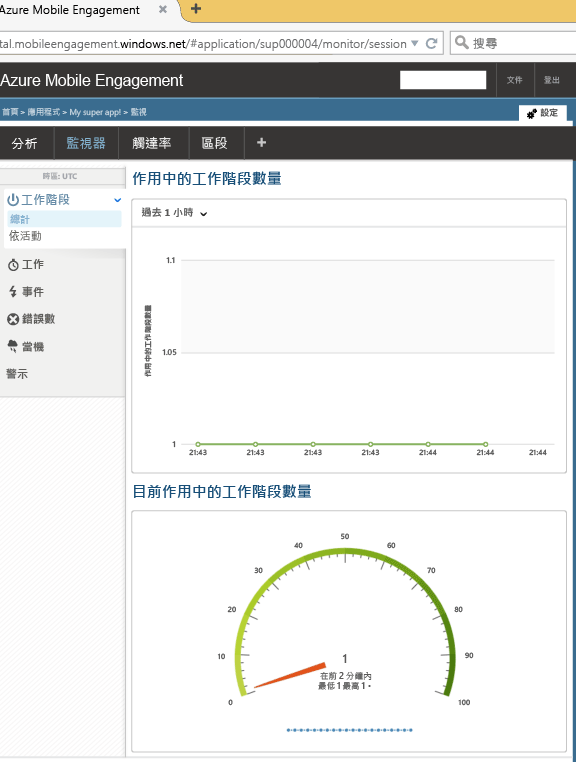 Azure Mobile Engagement
tal.mobileengagement.windows.net/#application/sup000004/monitor/session
搜尋
Azure Mobile Engagement
文件
登出
首頁 > 應用程式 > My super app! > 監視
設定
分析
監視器
觸達率
區段
時區: UTC
工作階段
總計
依活動
工作
事件
錯誤數
當機
警示
作用中的工作階段數量
過去 1 小時
1.1
1.05
1
作用中的工作階段數量
21:43 21:43 21:43 21:43 21:44 21:44 21:44
目前作用中的工作階段數量
0 10 20 30 40 50 60 70 80 90 100
1
在前 2 分鐘內
最低 1 最高 1。